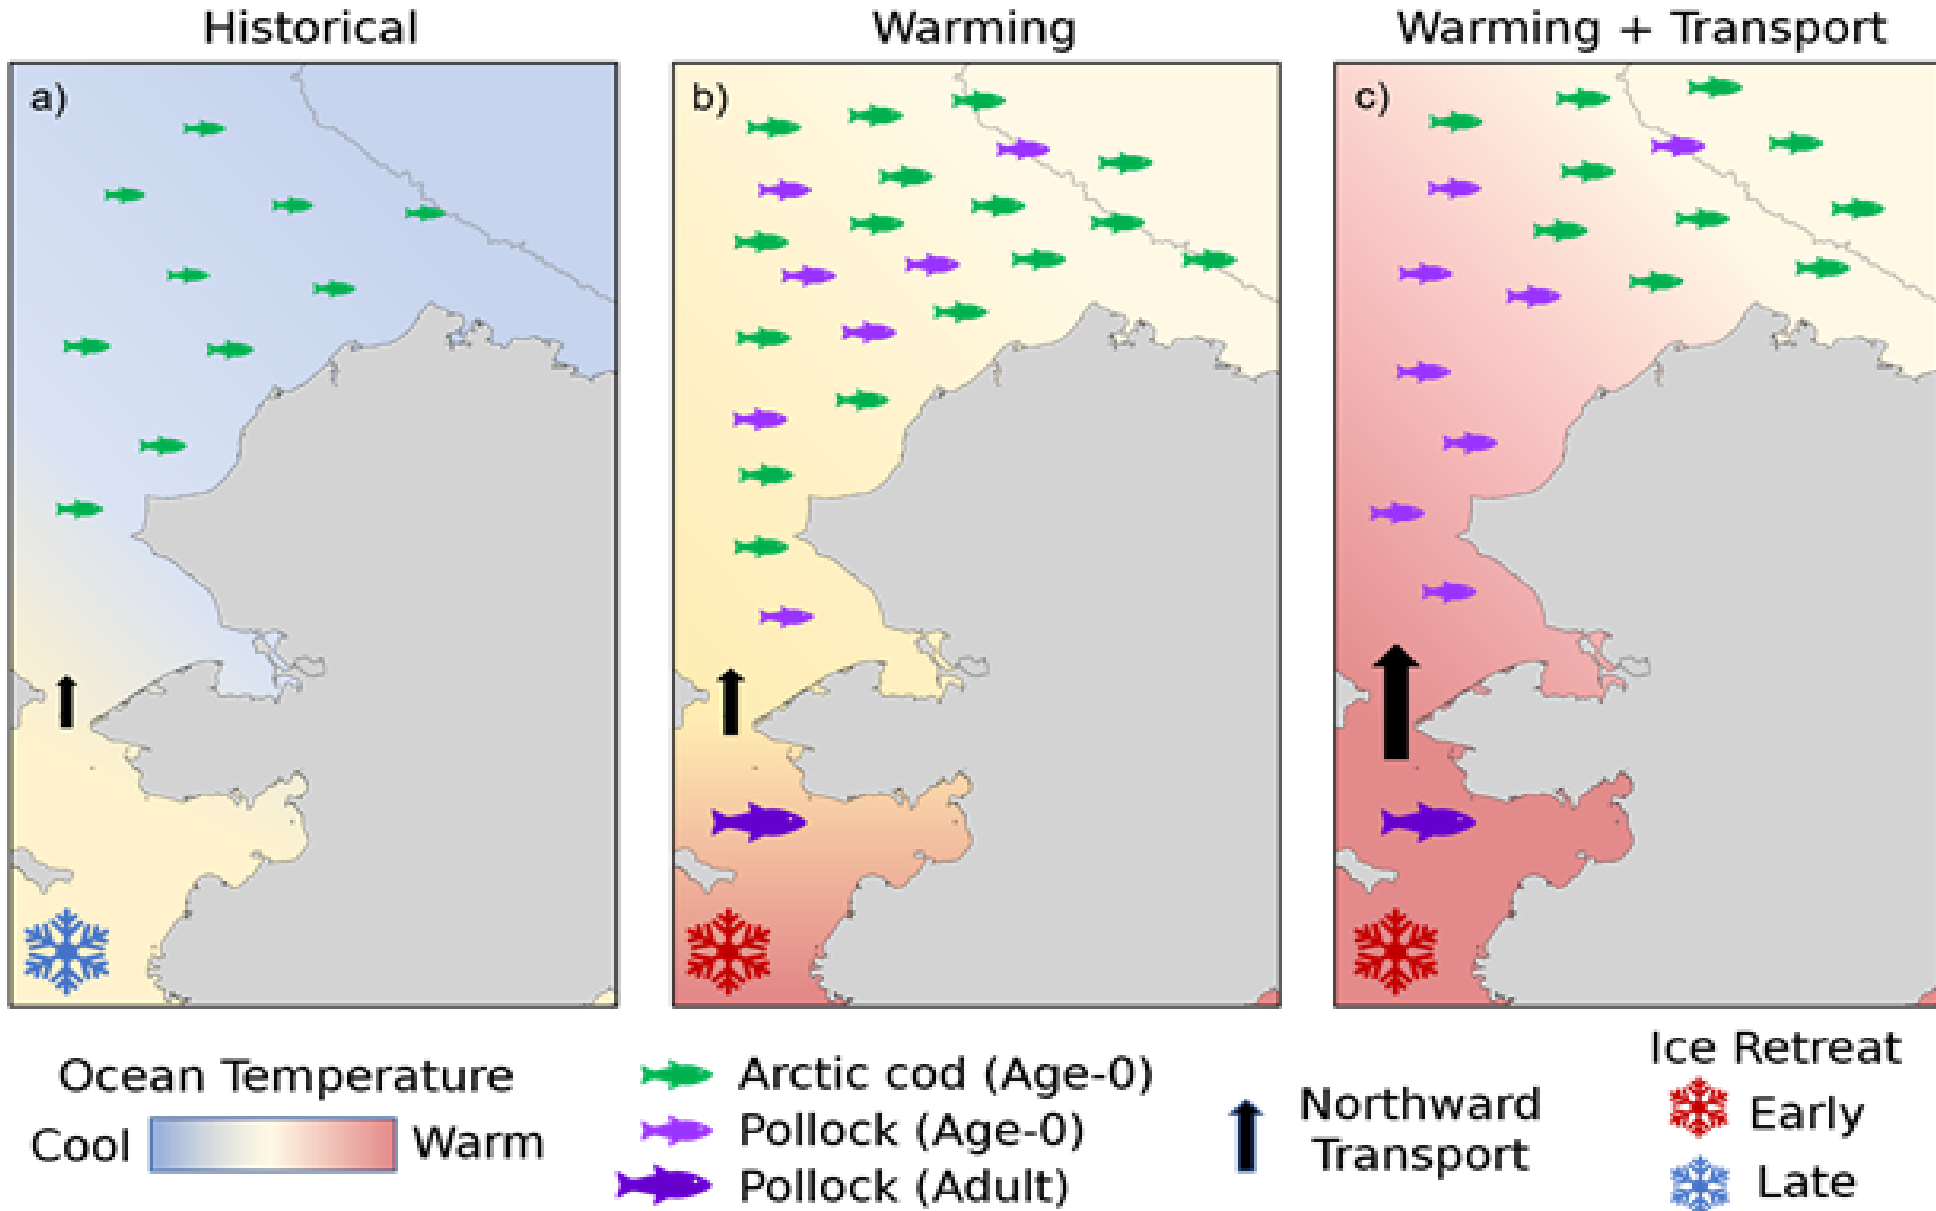 Historical
Warming
Warming + Transport
a)
b)
c)
Ocean Temperature
Cool
Warm
Arctic cod (Age-0)
Pollock (Age-0)
Pollock (Adult)
Northward
Transport
Ice Retreat
Early
Late